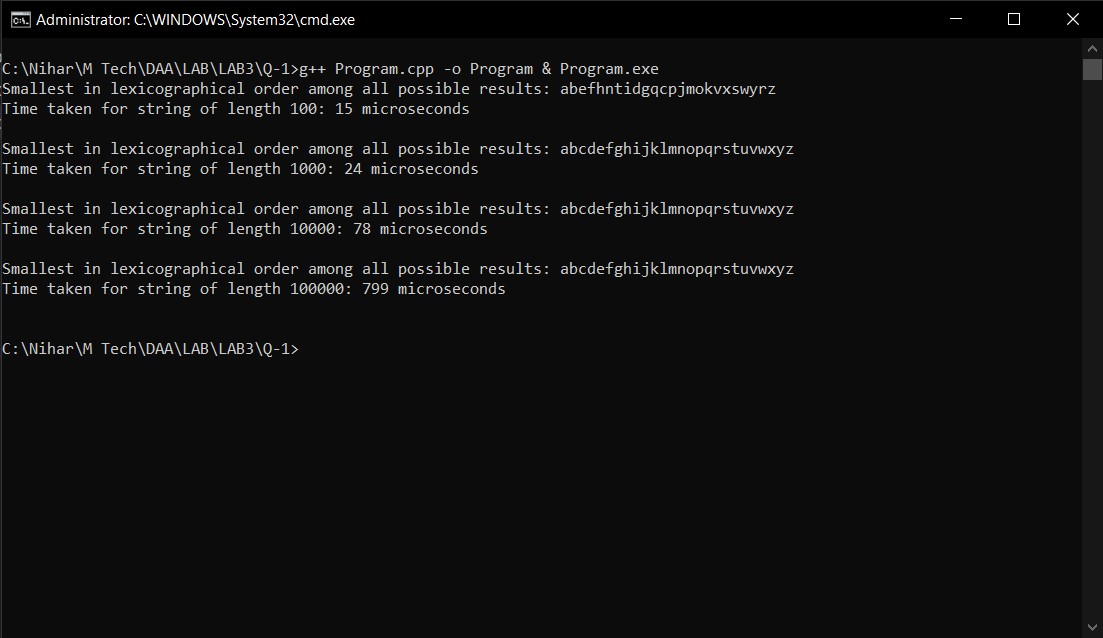 Administrator: C:\WINDOWS\System32\cmd.exe
C:\Nihar\M Tech\DAA\LAB\LAB3\Q-1>g++ Program.cpp -o Program & Program.exe
Smallest in lexicographical order among all possible results: abefhntidgqcpjmokvxswyrz
Time taken for string of length 100: 15 microseconds
Smallest in lexicographical order among all possible results: abcdefghijklmnopqrstuvwxyz
Time taken for string of length 1000: 24 microseconds
Smallest in lexicographical order among all possible results: abcdefghijklmnopqrstuvwxyz
Time taken for string of length 10000: 78 microseconds
Smallest in lexicographical order among all possible results: abcdefghijklmnopqrstuvwxyz
Time taken for string of length 100000: 799 microseconds
C:\Nihar\M Tech\DAA\LAB\LAB3\Q-1>